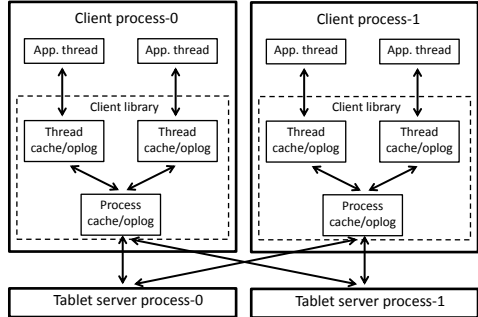 Client process-0
App. thread
App. thread
Client library
Thread
cache/oplog
Thread
cache/oplog
Process
cache/oplog
Client process-1
App. thread
App. thread
Client library
Thread
cache/oplog
Thread
cache/oplog
Process
cache/oplog
Tablet server process-0
Tablet server process-1